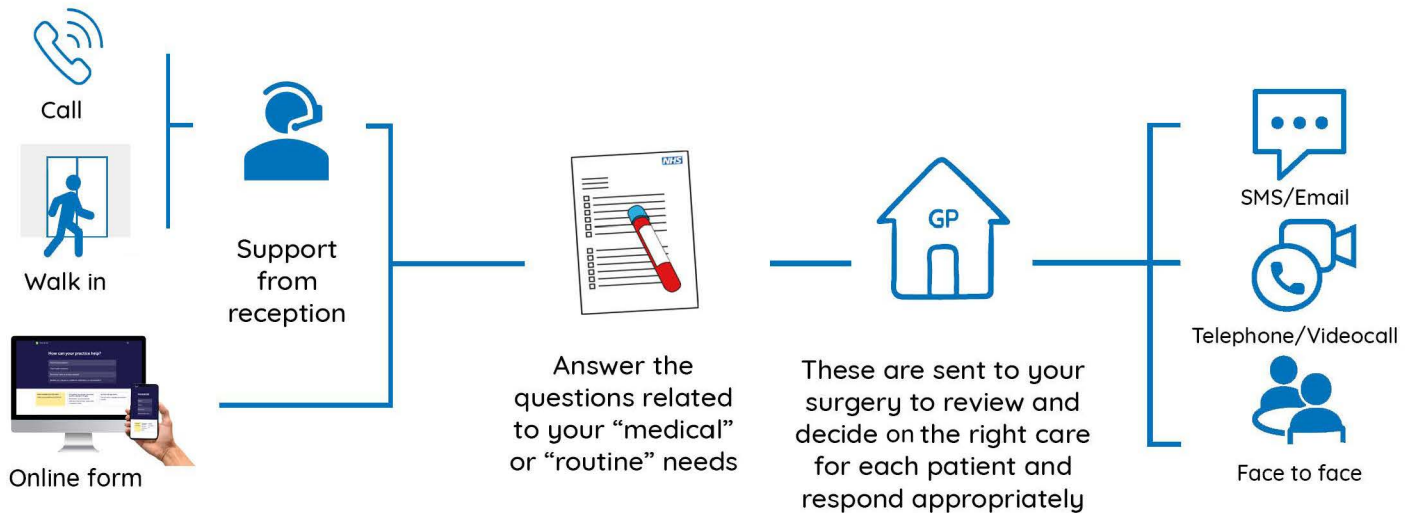 Call
Walk in
How can your practice help?
Online form
Support
from
reception
NHS
Answer the
questions related
to your “medical”
or “routine” needs
GP
These are sent to your
surgery to review and
decide on the right care
for each patient and
respond appropriately
SMS/Email
Telephone/Videocall
Face to face